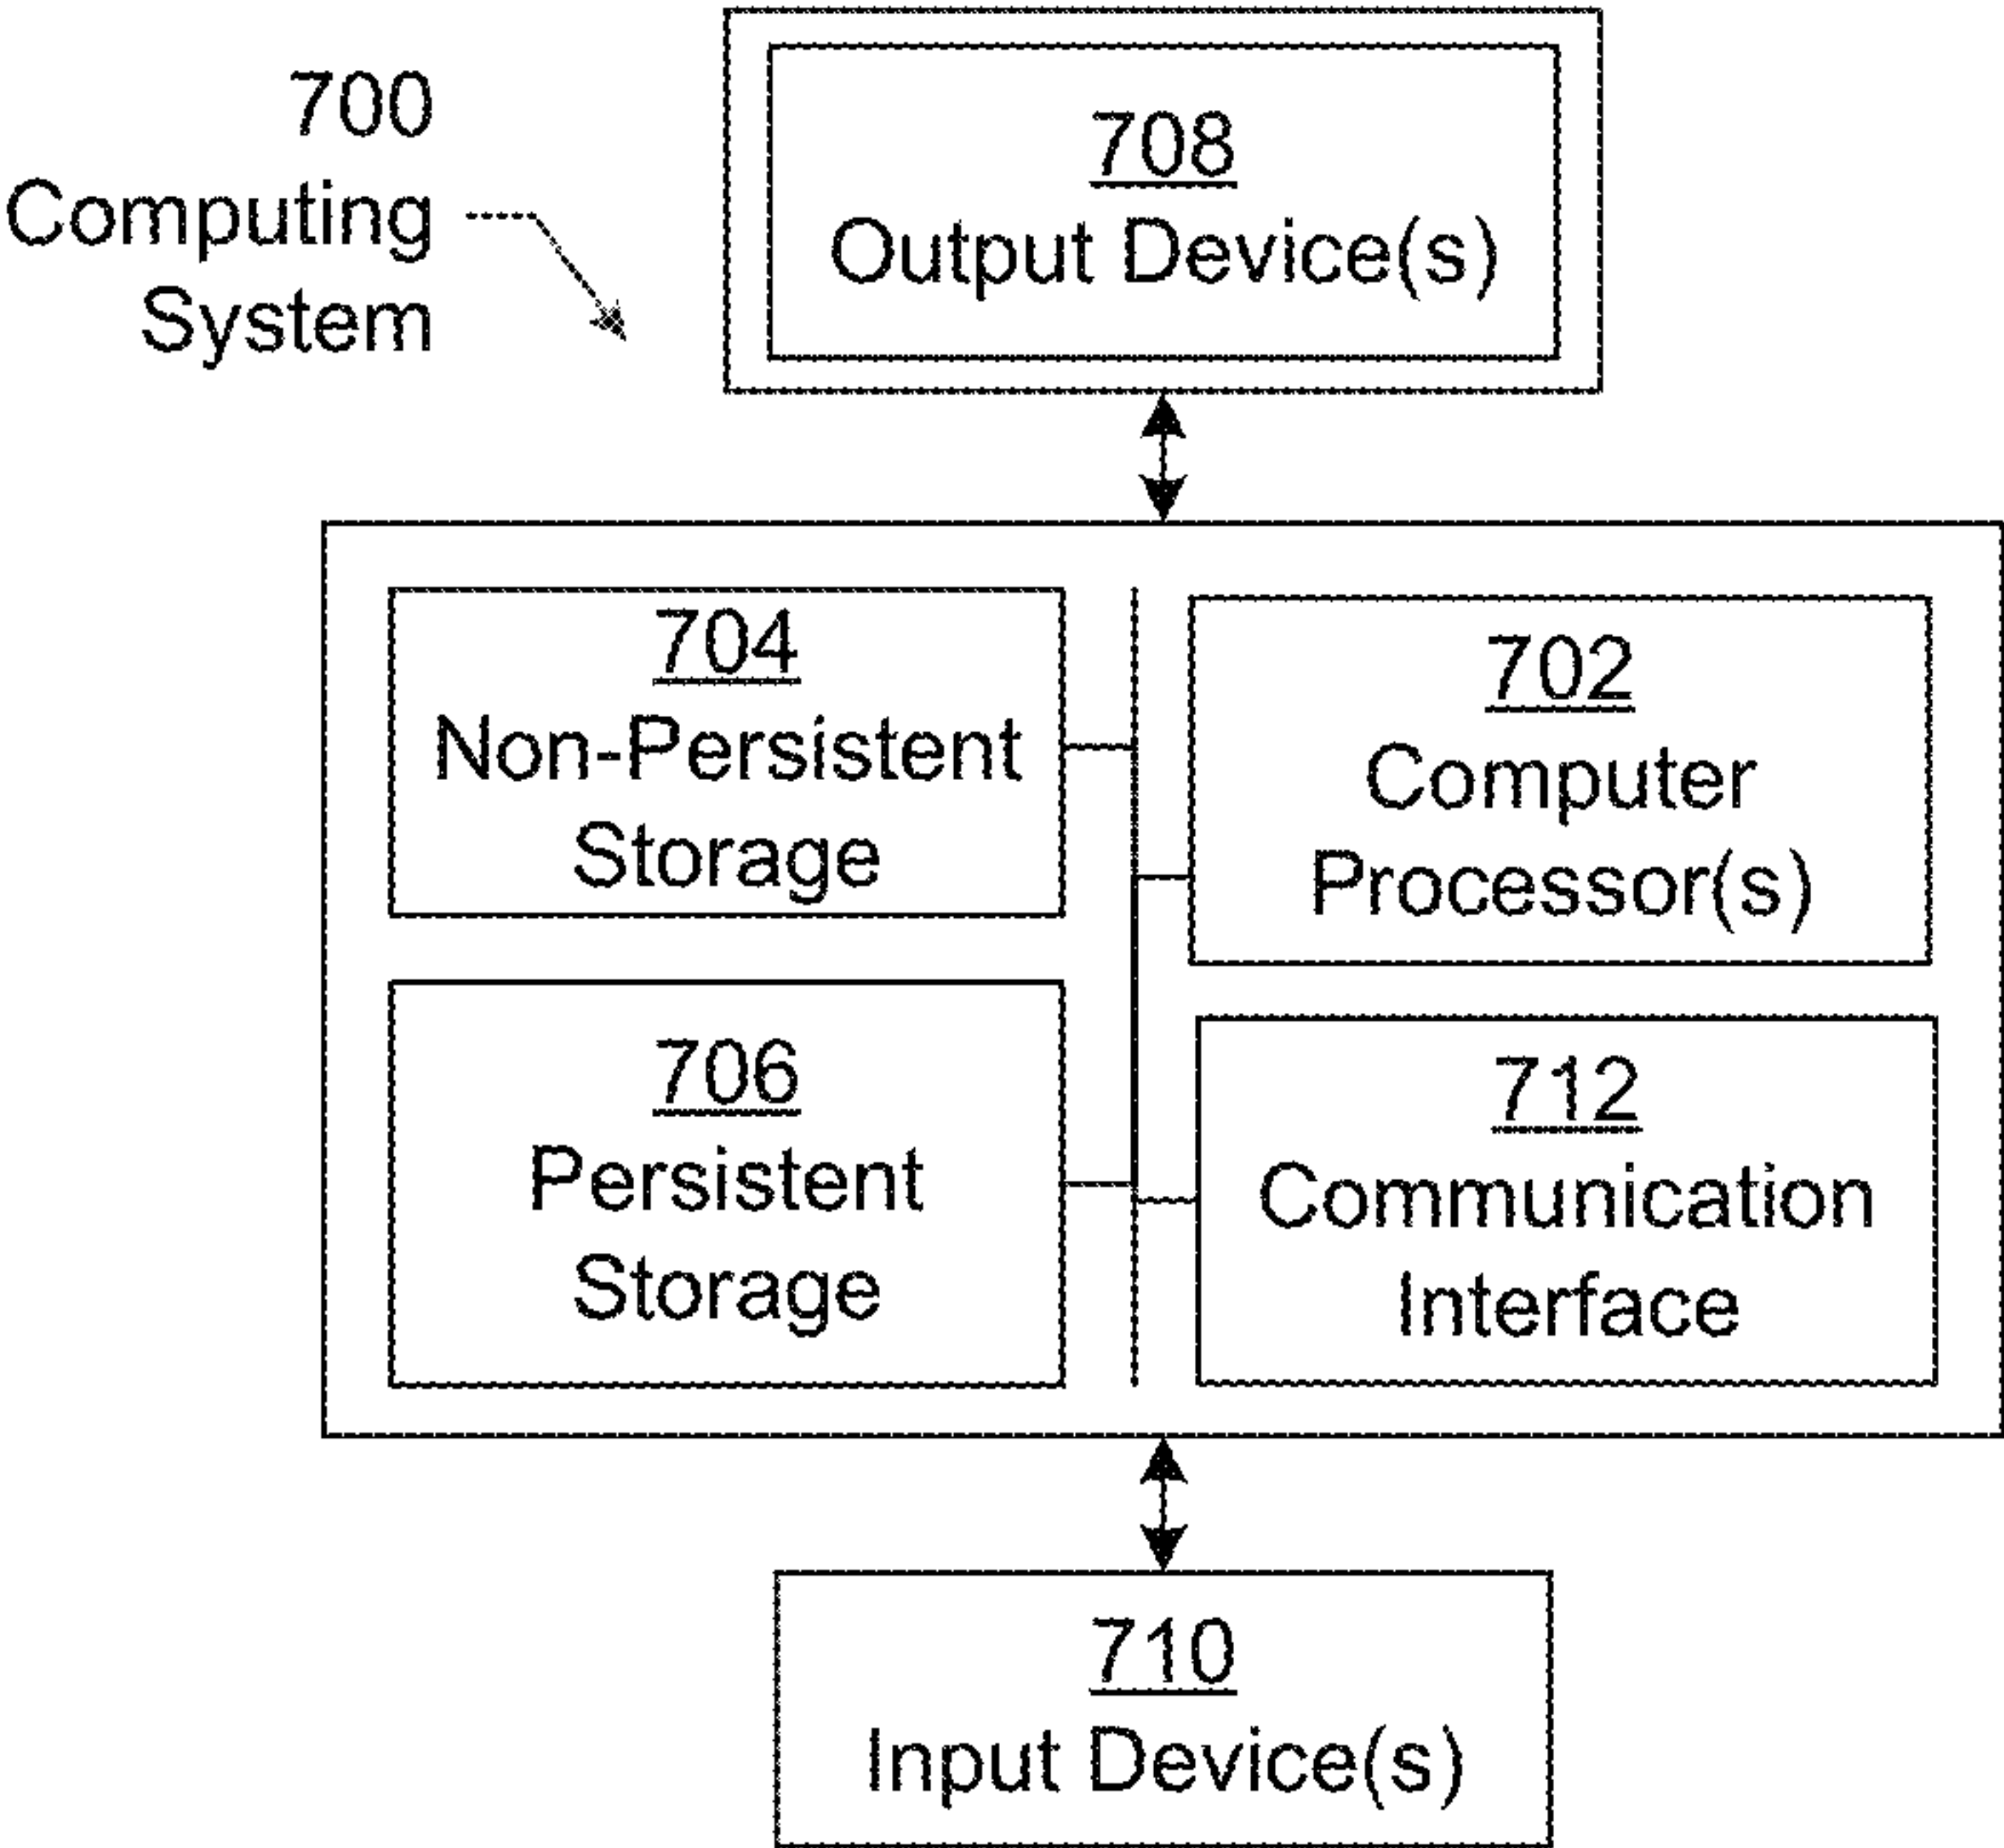 700
Computing
System
708
Output Device(s)
704
Non-Persistent
Storage
702
Computer
Processor(s)
706
Persistent
Storage
712
Communication
Interface
710
Input Device(s)